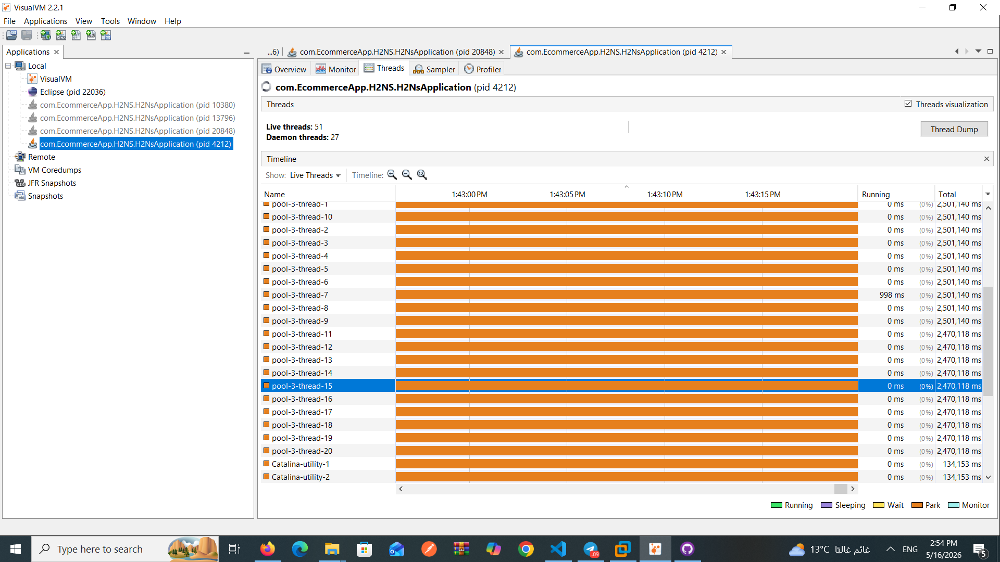 VisualVM 2.2.1
File Applications View Tools Window Help
Applications
Local
VisualVM
Eclipse (pid 22036)
com.EcommerceApp.H2NS.H2NsApplication (pid 10380)
com.EcommerceApp.H2NS.H2NsApplication (pid 13796)
com.EcommerceApp.H2NS.H2NsApplication (pid 20848)
com.EcommerceApp.H2NS.H2NsApplication (pid 4212)
Remote
VM Coredumps
JFR Snapshots
Snapshots
...6) com.EcommerceApp.H2NS.H2NsApplication (pid 20848) com.EcommerceApp.H2NS.H2NsApplication (pid 4212)
Overview Monitor Threads Sampler Profiler
com.EcommerceApp.H2NS.H2NsApplication (pid 4212)
Threads Threads visualization
Live threads: 51
Daemon threads: 27
Thread Dump
Timeline
Show: Live Threads Timeline:
Name 1:43:00 PM 1:43:05 PM 1:43:10 PM 1:43:15 PM Running Total
pool-3-thread-1 0 ms (0%) 2,501,140 ms
pool-3-thread-10 0 ms (0%) 2,501,140 ms
pool-3-thread-2 0 ms (0%) 2,501,140 ms
pool-3-thread-3 0 ms (0%) 2,501,140 ms
pool-3-thread-4 0 ms (0%) 2,501,140 ms
pool-3-thread-5 0 ms (0%) 2,501,140 ms
pool-3-thread-6 0 ms (0%) 2,501,140 ms
pool-3-thread-7 998 ms (0%) 2,501,140 ms
pool-3-thread-8 0 ms (0%) 2,501,140 ms
pool-3-thread-9 0 ms (0%) 2,501,140 ms
pool-3-thread-11 0 ms (0%) 2,470,118 ms
pool-3-thread-12 0 ms (0%) 2,470,118 ms
pool-3-thread-13 0 ms (0%) 2,470,118 ms
pool-3-thread-14 0 ms (0%) 2,470,118 ms
pool-3-thread-15 0 ms (0%) 2,470,118 ms
pool-3-thread-16 0 ms (0%) 2,470,118 ms
pool-3-thread-17 0 ms (0%) 2,470,118 ms
pool-3-thread-18 0 ms (0%) 2,470,118 ms
pool-3-thread-19 0 ms (0%) 2,470,118 ms
pool-3-thread-20 0 ms (0%) 2,470,118 ms
Catalina-utility-1 0 ms (0%) 134,153 ms
Catalina-utility-2 0 ms (0%) 134,153 ms
Running Sleeping Wait Park Monitor
Type here to search
..09
13°C غائم غالبًا
ENG
2:54 PM
5/16/2026
5